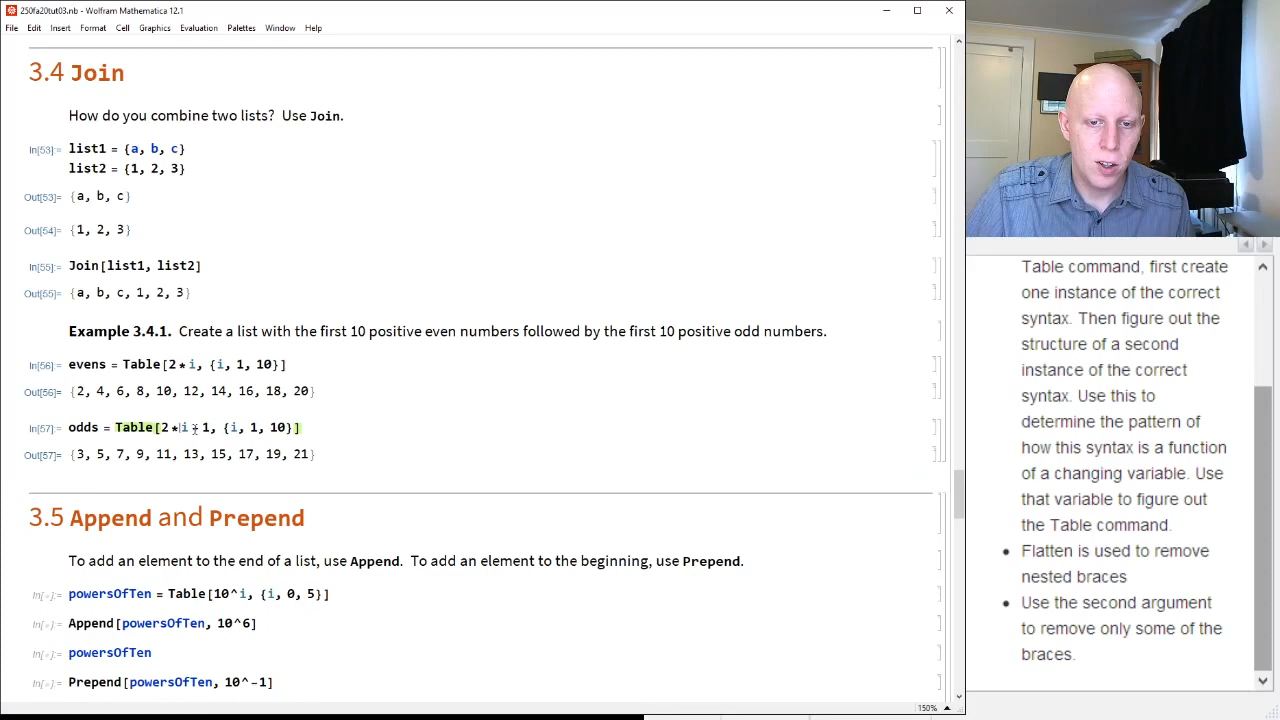 250fa20tut03.nb - Wolfram Mathematica 12.1
File Edit Insert Format Cell Graphics Evaluation Palettes Window Help
3.4 Join
How do you combine two lists? Use Join.
In[53]:= list1 = {a, b, c}
list2 = {1, 2, 3}
Out[53]= {a, b, c}
Out[54]= {1, 2, 3}
In[55]:= Join[list1, list2]
Out[55]= {a, b, c, 1, 2, 3}
Example 3.4.1. Create a list with the first 10 positive even numbers followed by the first 10 positive odd numbers.
In[56]:= evens = Table[2 * i, {i, 1, 10}]
Out[56]= {2, 4, 6, 8, 10, 12, 14, 16, 18, 20}
In[57]:= odds = Table[2 * i 1, {i, 1, 10}]
Out[57]= {3, 5, 7, 9, 11, 13, 15, 17, 19, 21}
3.5 Append and Prepend
To add an element to the end of a list, use Append. To add an element to the beginning, use Prepend.
In[∘]:= powersOfTen = Table[10^i, {i, 0, 5}]
In[∘]:= Append[powersOfTen, 10^6]
In[∘]:= powersOfTen
In[∘]:= Prepend[powersOfTen, 10^-1]
150%
Table command, first create
one instance of the correct
syntax. Then figure out the
structure of a second
instance of the correct
syntax. Use this to
determine the pattern of
how this syntax is a function
of a changing variable. Use
that variable to figure out
the Table command.
• Flatten is used to remove
nested braces
• Use the second argument
to remove only some of the
braces.